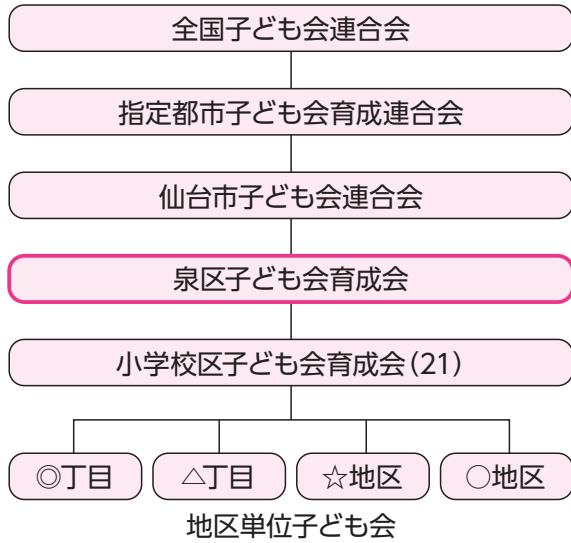 全国子ども会連合会
指定都市子ども会育成連合会
仙台市子ども会連合会
泉区子ども会育成会
小学校区子ども会育成会(21)
◎丁目 △丁目 ☆地区 ○地区
地区単位子ども会